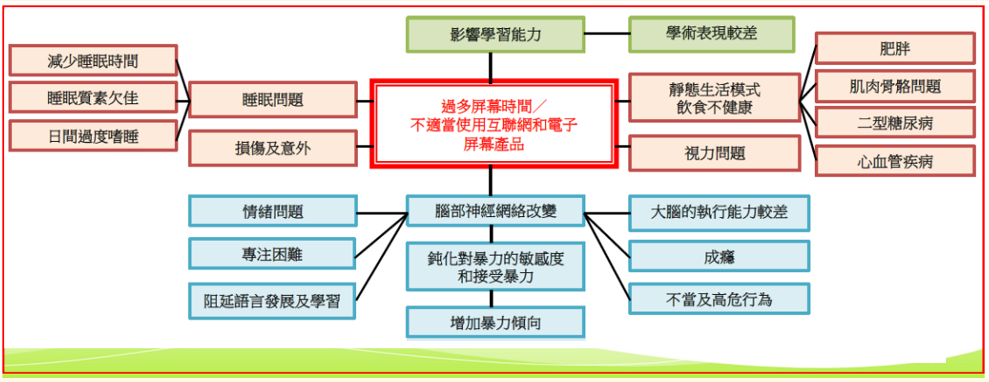 影響學習能力
學術表現較差
減少睡眠時間
睡眠質素欠佳
日間過度嗜睡
睡眠問題
損傷及意外
過多屏幕時間／
不適當使用互聯網和電子
屏幕產品
靜態生活模式
飲食不健康
視力問題
肥胖
肌肉骨骼問題
二型糖尿病
心血管疾病
情緒問題
專注困難
阻延語言發展及學習
腦部神經網絡改變
鈍化對暴力的敏感度
和接受暴力
增加暴力傾向
大腦的執行能力較差
成癮
不當及高危行為